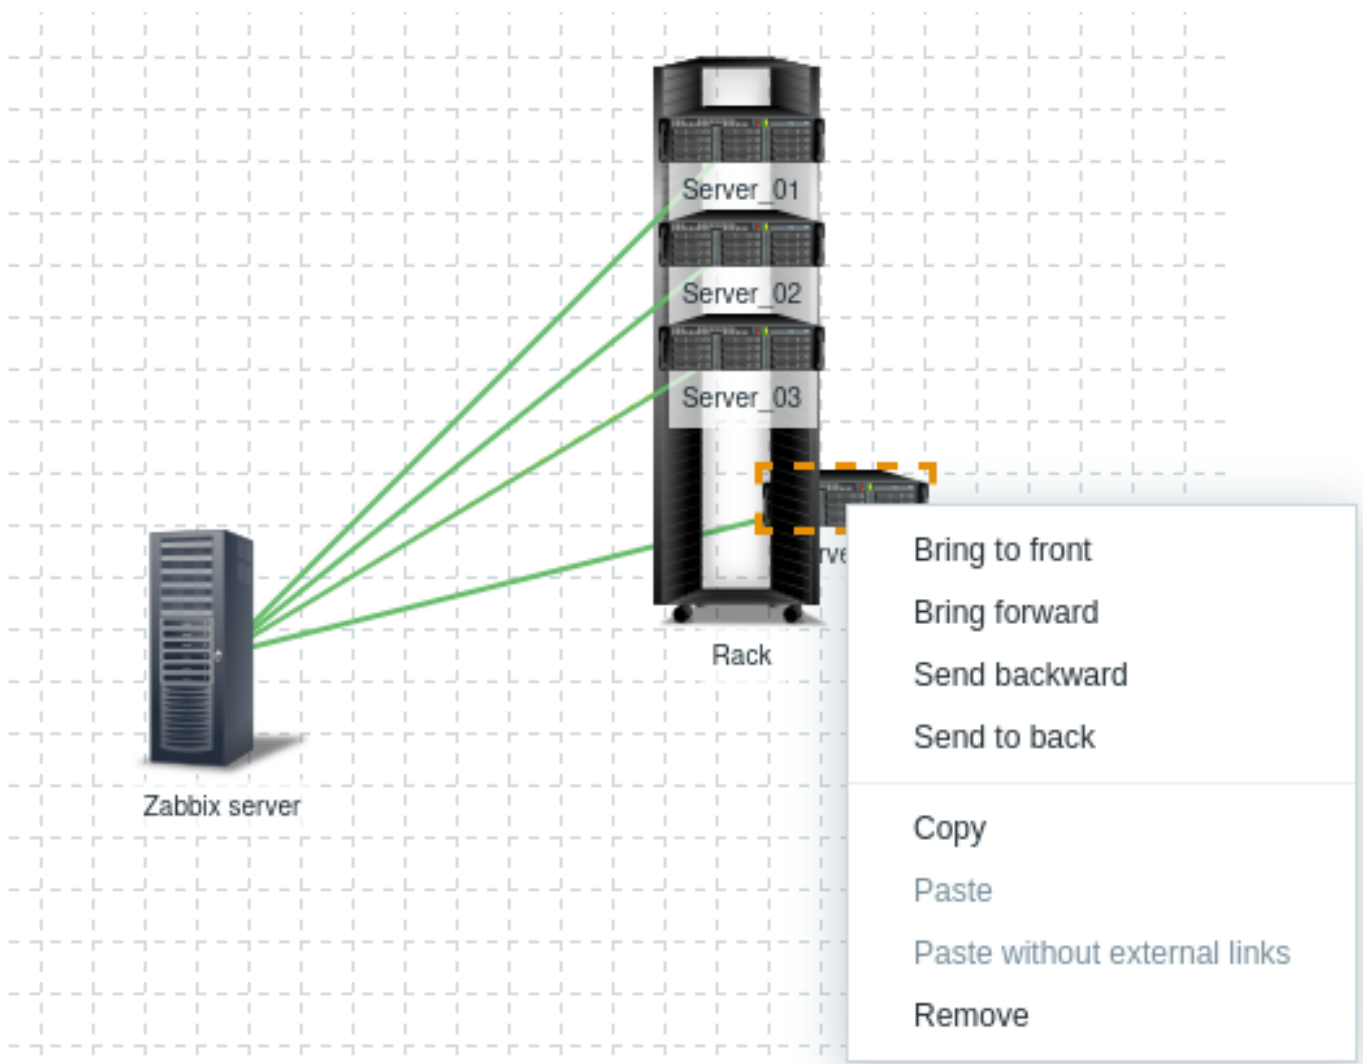 Server_01
Server_02
Server_03
Rack
Zabbix server
Bring to front
Bring forward
Send backward
Send to back
Copy
Paste
Paste without external links
Remove